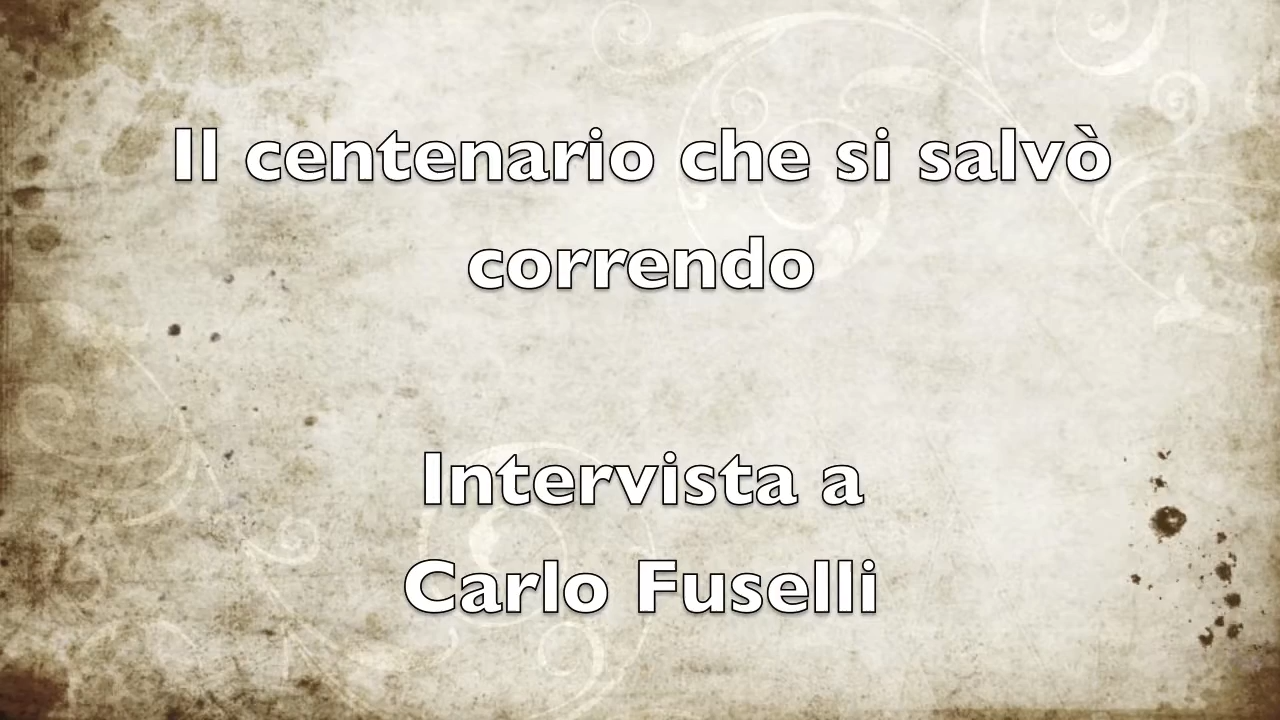 Il centenario che si salvò
correndo
Intervista a
Carlo Fuselli